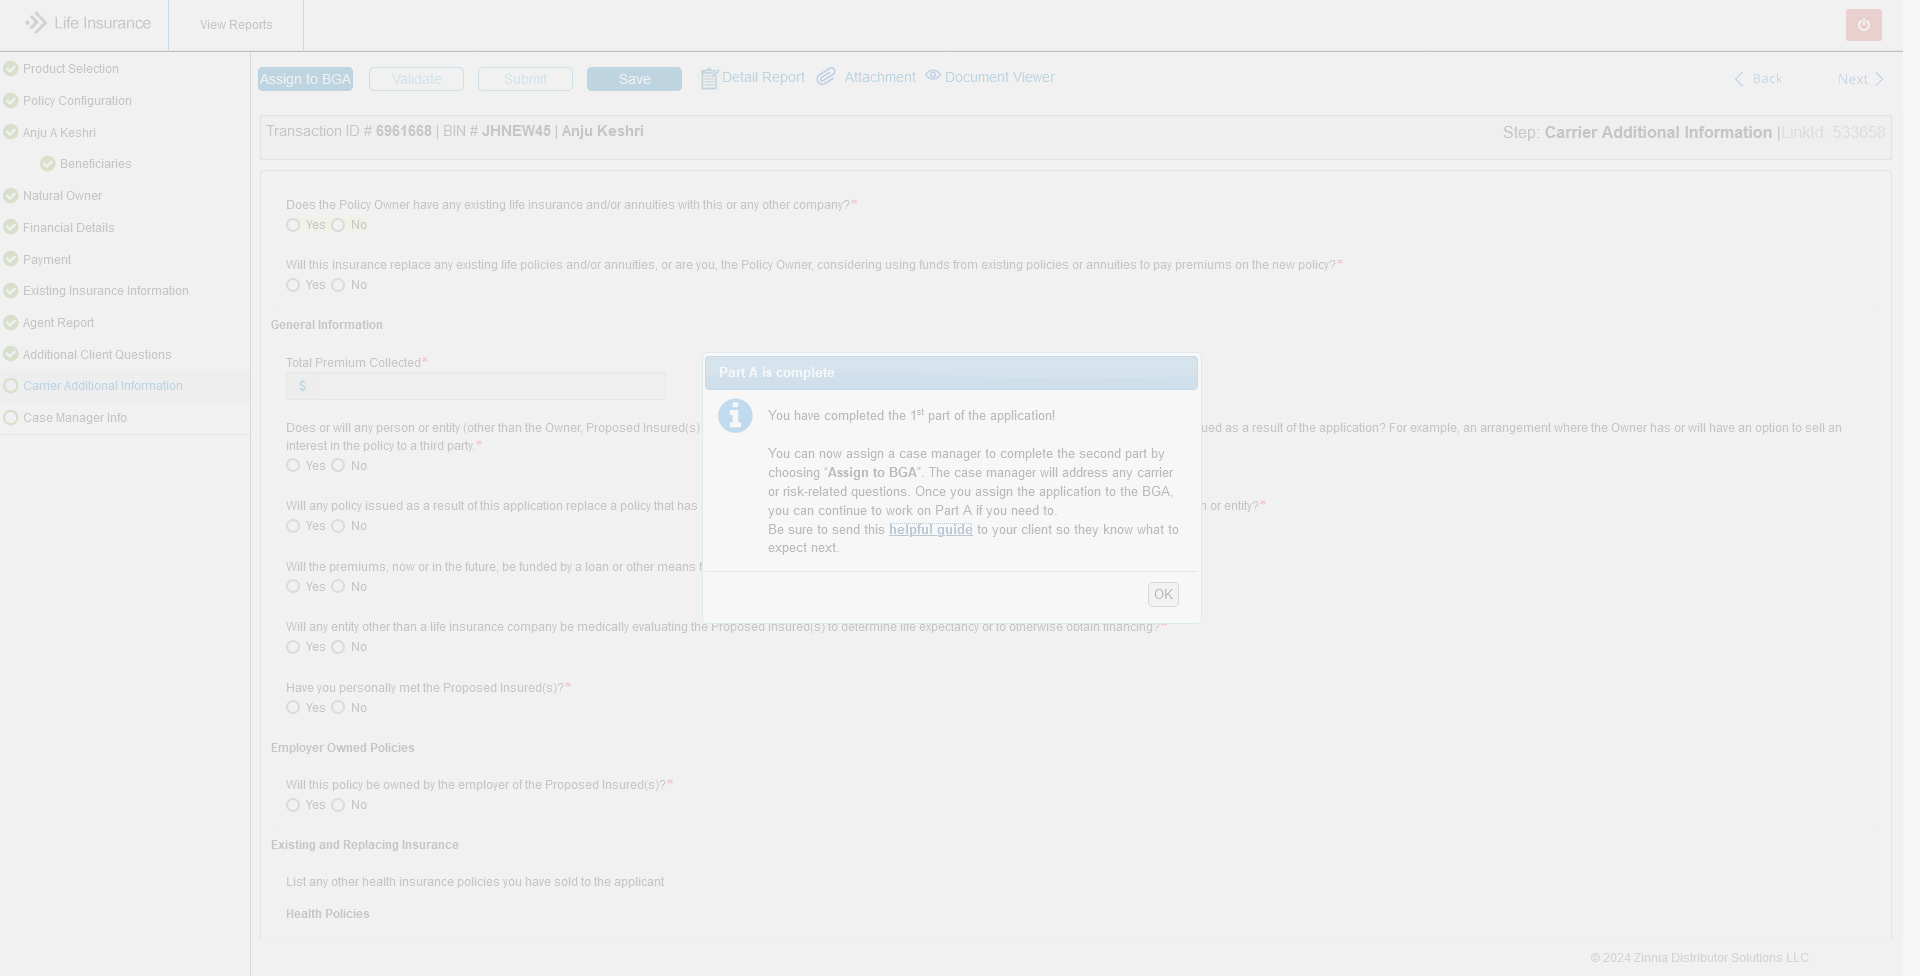 Life Insurance
View Reports
Product Selection
Policy Configuration
Anju A Keshri
Beneficiaries
Natural Owner
Financial Details
Payment
Existing Insurance Information
Agent Report
Additional Client Questions
Carrier Additional Information
Case Manager Info
Assign to BGA
Validate
Submit
Save
Detail Report
Attachment
Document Viewer
Back
Next
Transaction ID # 6961668 | BIN # JHNEW45 | Anju Keshri
Step: Carrier Additional Information |LinkId: 533658
Does the Policy Owner have any existing life insurance and/or annuities with this or any other company?*
Yes No
Will this insurance replace any existing life policies and/or annuities, or are you, the Policy Owner, considering using funds from existing policies or annuities to pay premiums on the new policy?*
Yes No
General Information
Total Premium Collected*
$
Does or will any person or entity (other than the Owner, Proposed Insured(s)
ued as a result of the application? For example, an arrangement where the Owner has or will have an option to sell an
interest in the policy to a third party.*
Yes No
Will any policy issued as a result of this application replace a policy that has
n or entity?*
Yes No
Will the premiums, now or in the future, be funded by a loan or other means f
Yes No
Will any entity other than a life insurance company be medically evaluating the Proposed Insured(s) to determine life expectancy or to otherwise obtain financing?*
Yes No
Have you personally met the Proposed Insured(s)?*
Yes No
Employer Owned Policies
Will this policy be owned by the employer of the Proposed Insured(s)?*
Yes No
Existing and Replacing Insurance
List any other health insurance policies you have sold to the applicant
Health Policies
Part A is complete
You have completed the 1st part of the application!
You can now assign a case manager to complete the second part by
choosing "Assign to BGA". The case manager will address any carrier
or risk-related questions. Once you assign the application to the BGA,
you can continue to work on Part A if you need to.
Be sure to send this helpful guide to your client so they know what to
expect next.
OK
© 2024 Zinnia Distributor Solutions LLC.